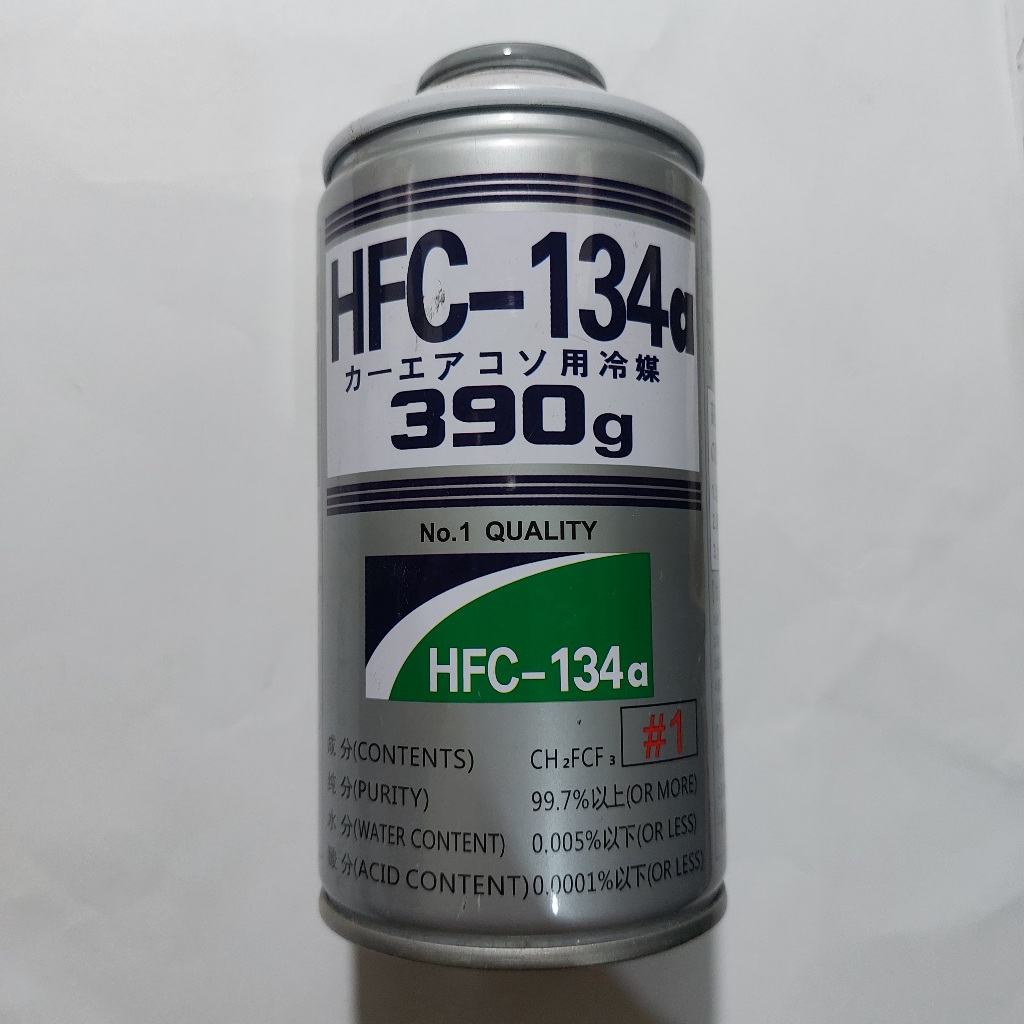 HFC-134a
カーエアコソ用冷媒
390g
No.1 QUALITY
HFC-134a
#1
成 分(CONTENTS) CH₂FCF₃
纯 分(PURITY) 99.7%以上(OR MORE)
水 分(WATER CONTENT) 0.005%以下(OR LESS)
酸 分(ACID CONTENT) 0.0001%以下(OR LESS)